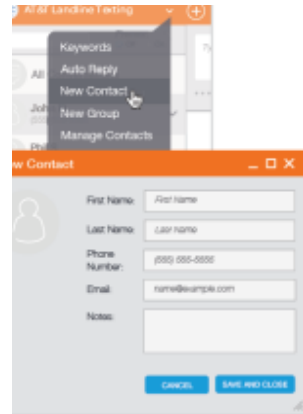 AT&T Landline Texting
Keywords
All
Auto Reply
New Contact
New Group
Manage Contacts
New Contact
First Name: First Name
Last Name: Last Name
Phone
Number: (555) 555-5555
Email: name@example.com
Notes:
CANCEL SAVE AND CLOSE